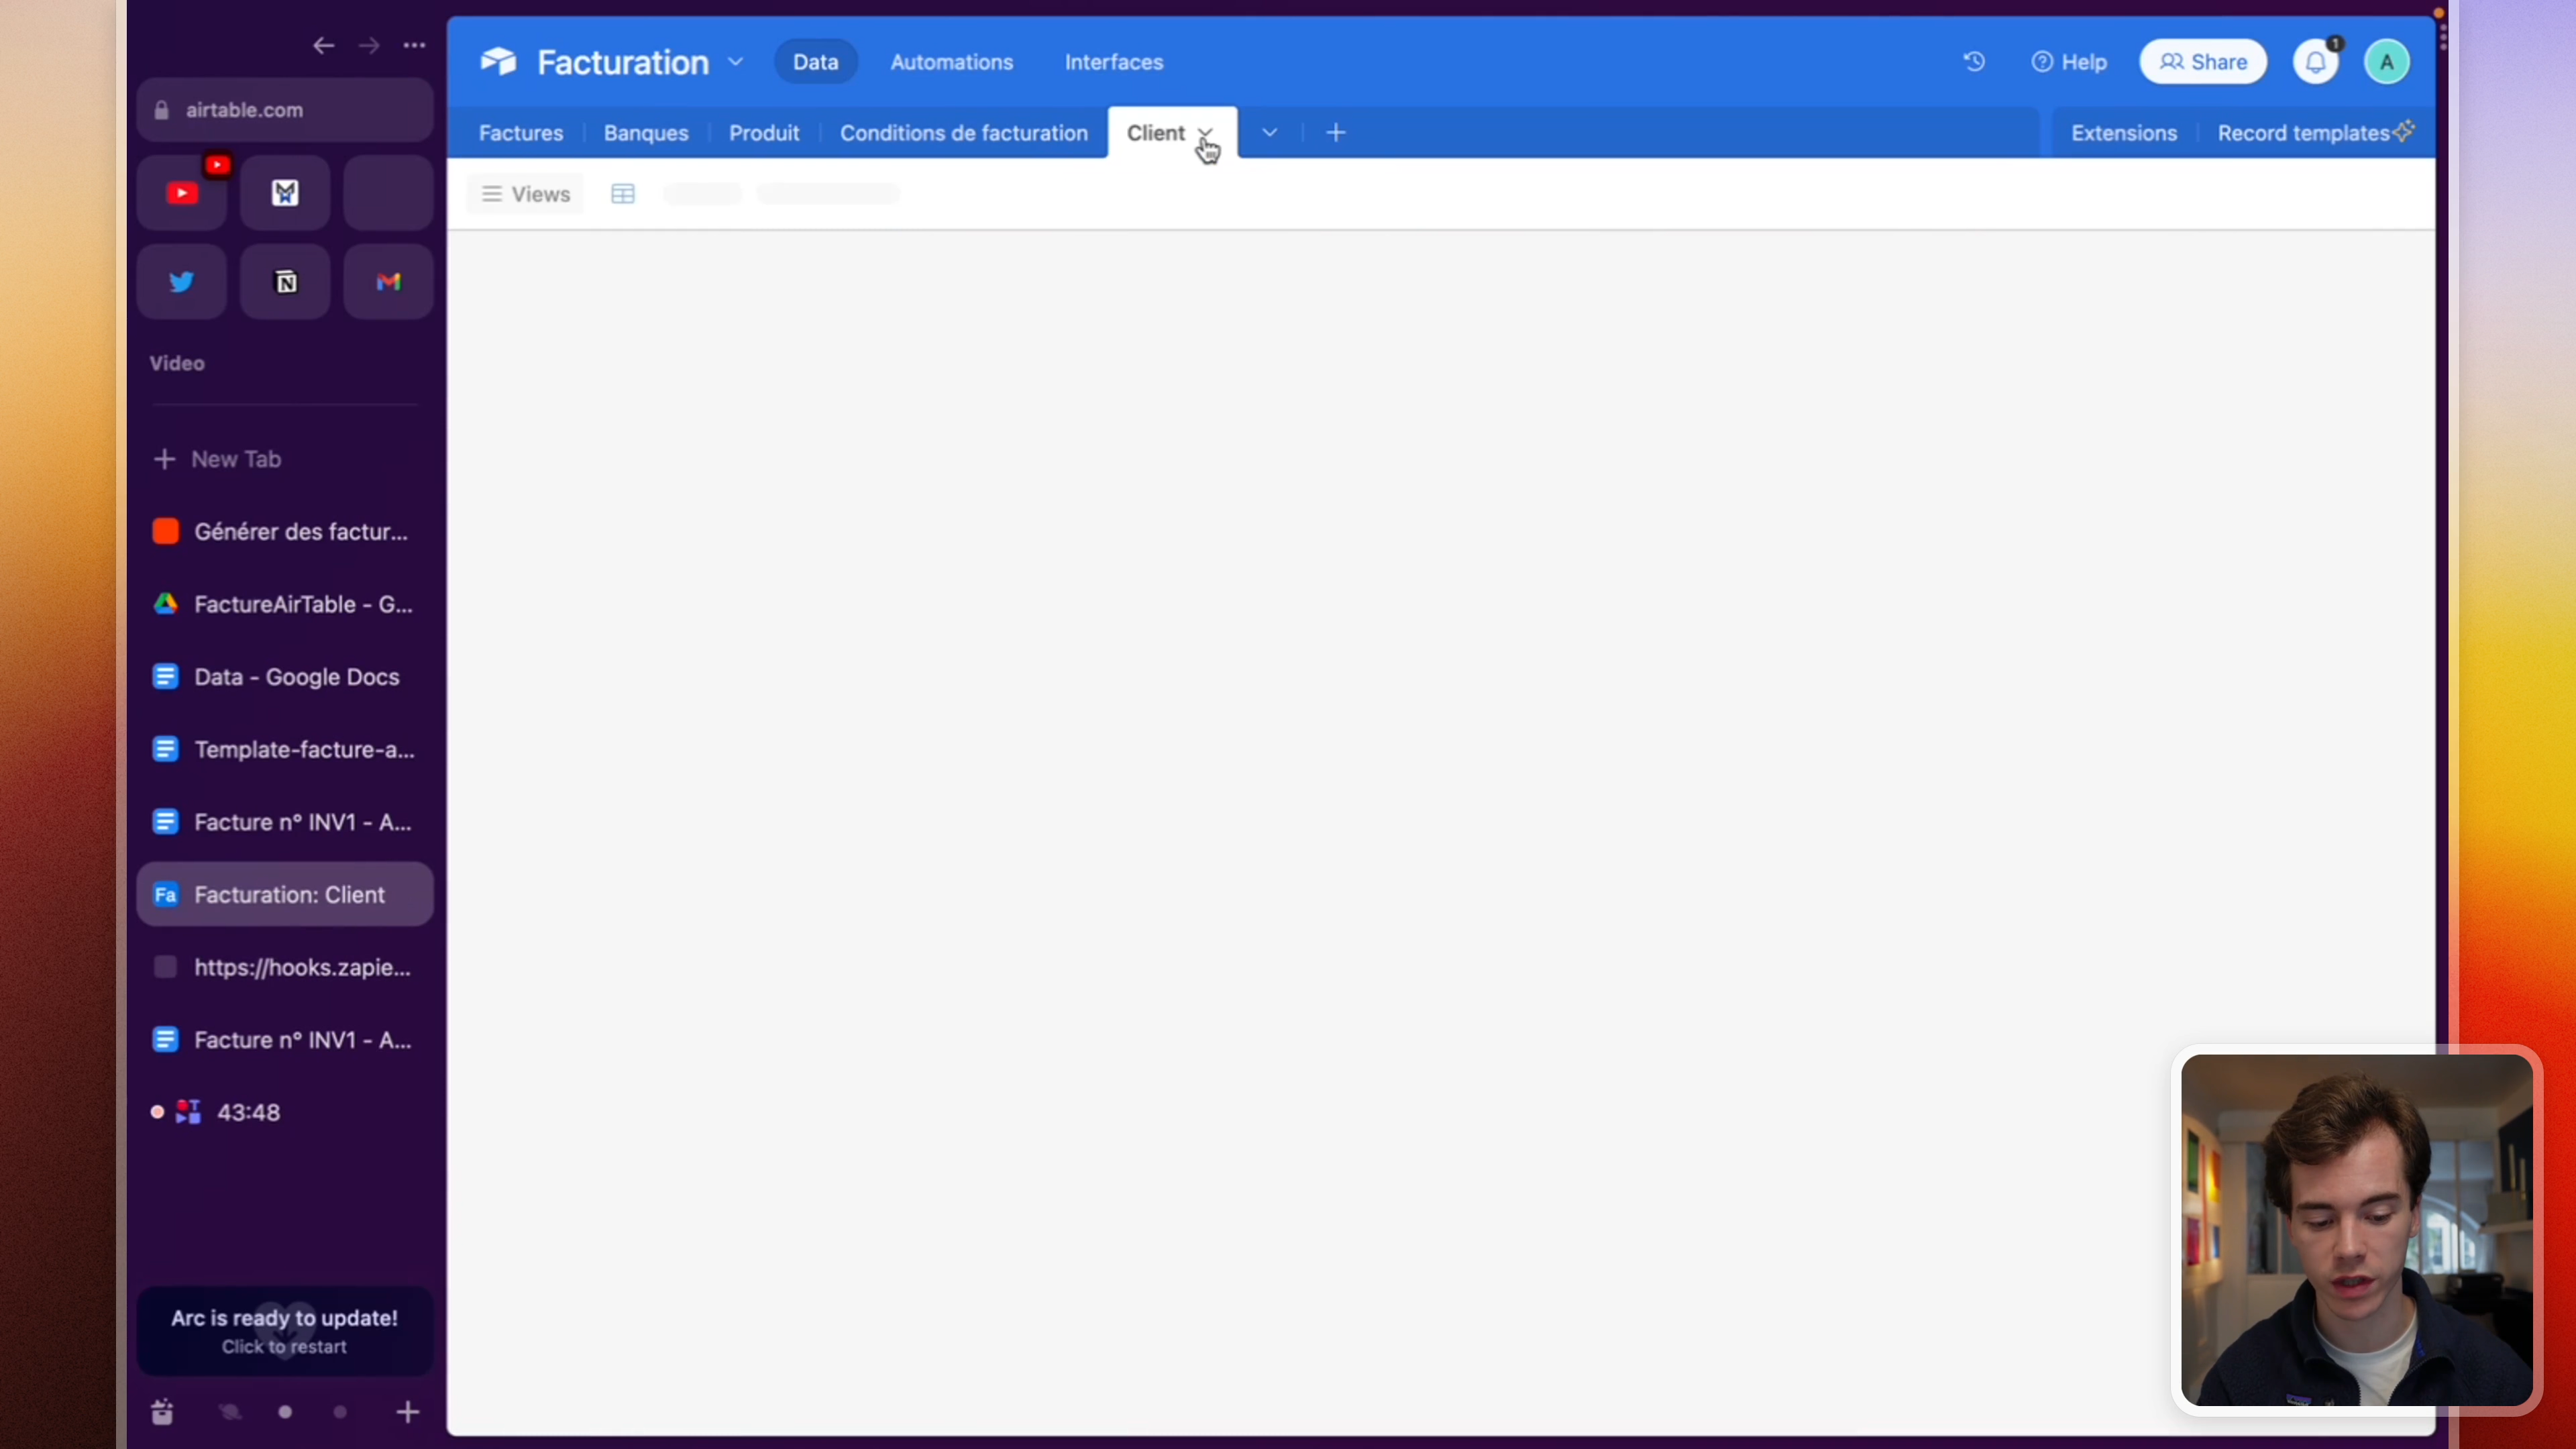 airtable.com
Video
New Tab
Générer des factur...
FactureAirTable - G...
Data - Google Docs
Template-facture-a...
Facture n° INV1 - A...
Fa Facturation: Client
https://hooks.zapie...
Facture n° INV1 - A...
43:48
Arc is ready to update!
Click to restart
Facturation Data Automations Interfaces Help Share 1 A
Factures Banques Produit Conditions de facturation Client Extensions Record templates
Views